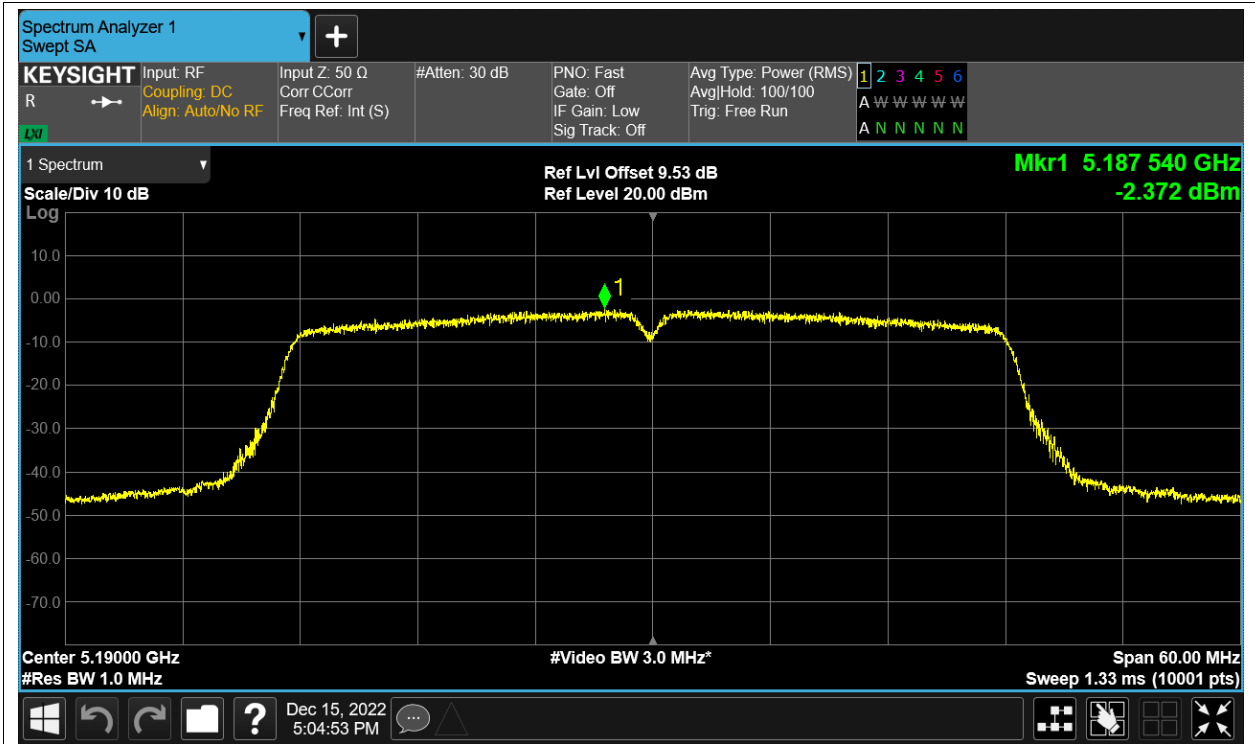 Spectrum Analyzer 1
Swept SA
KEYSIGHT
R
LXI
Input: RF
Coupling: DC
Align: Auto/No RF
Input Z: 50 Ω
Corr CCorr
Freq Ref: Int (S)
#Atten: 30 dB
PNO: Fast
Gate: Off
IF Gain: Low
Sig Track: Off
Avg Type: Power (RMS)
Avg|Hold: 100/100
Trig: Free Run
1 2 3 4 5 6
A W W W W W
A N N N N N
1 Spectrum
Scale/Div 10 dB
Log
Ref Lvl Offset 9.53 dB
Ref Level 20.00 dBm
Mkr1 5.187 540 GHz
-2.372 dBm
1
10.0
0.00
-10.0
-20.0
-30.0
-40.0
-50.0
-60.0
-70.0
Center 5.19000 GHz
#Res BW 1.0 MHz
#Video BW 3.0 MHz*
Span 60.00 MHz
Sweep 1.33 ms (10001 pts)
?
Dec 15, 2022
5:04:53 PM